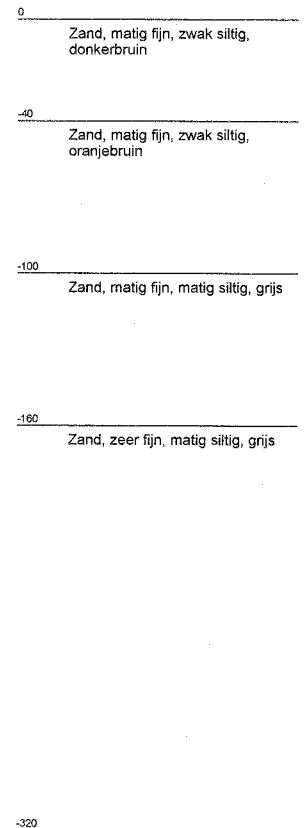 0
Zand, matig fijn, zwak siltig,
donkerbruin
-40
Zand, matig fijn, zwak siltig,
oranjebruin
-100
Zand, matig fijn, matig siltig, grijs
-160
Zand, zeer fijn, matig siltig, grijs
-320